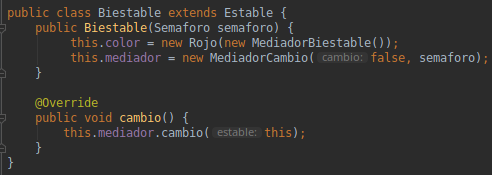 public class Biestable extends Estable {
    public Biestable(Semaforo semaforo) {
        this.color = new Rojo(new MediadorBiestable());
        this.mediador = new MediadorCambio( cambio: false, semaforo);
    }

    @Override
    public void cambio() {
        this.mediador.cambio( estable: this);
    }
}